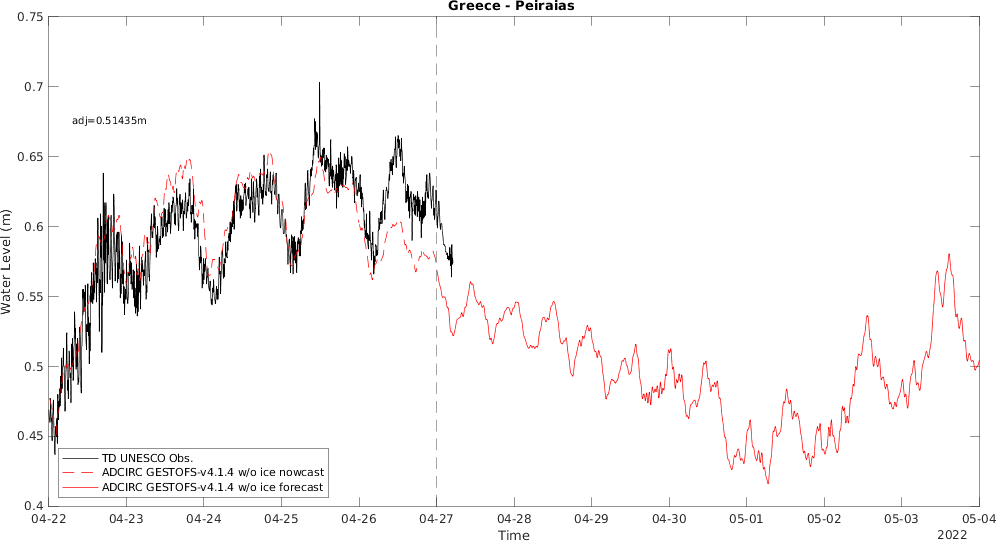 Greece - Peiraias
0.75
0.7
0.65
0.6
0.55
0.5
0.45
0.4
Water Level (m)
adj=0.51435m
TD UNESCO Obs.
ADCIRC GESTOFS-v4.1.4 w/o ice nowcast
ADCIRC GESTOFS-v4.1.4 w/o ice forecast
04-22 04-23 04-24 04-25 04-26 04-27 04-28 04-29 04-30 05-01 05-02 05-03 05-04
Time
2022